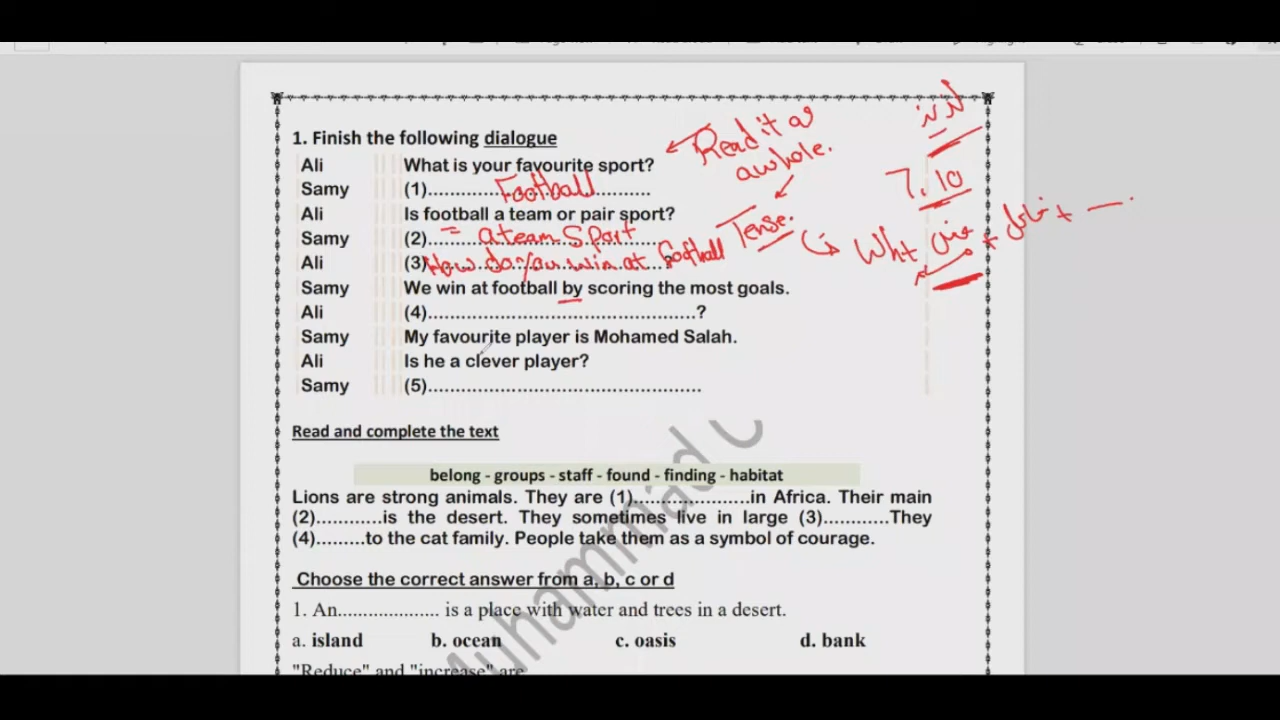 1. Finish the following dialogue
Ali What is your favourite sport?
Samy (1)..........Football..........
Ali Is football a team or pair sport?
Samy (2).... = a team Sport
Ali (3) How do you win at football ..?
Samy We win at football by scoring the most goals.
Ali (4)................................................?
Samy My favourite player is Mohamed Salah.
Ali Is he a clever player?
Samy (5)................................................
Read it as
a whole.
Tense.
7, 10
Wht
Read and complete the text
belong - groups - staff - found - finding - habitat
Lions are strong animals. They are (1)....................in Africa. Their main
(2)............is the desert. They sometimes live in large (3)...........They
(4).........to the cat family. People take them as a symbol of courage.
Choose the correct answer from a, b, c or d
1. An.................... is a place with water and trees in a desert.
a. island b. ocean c. oasis d. bank
"Reduce" and "increase" are